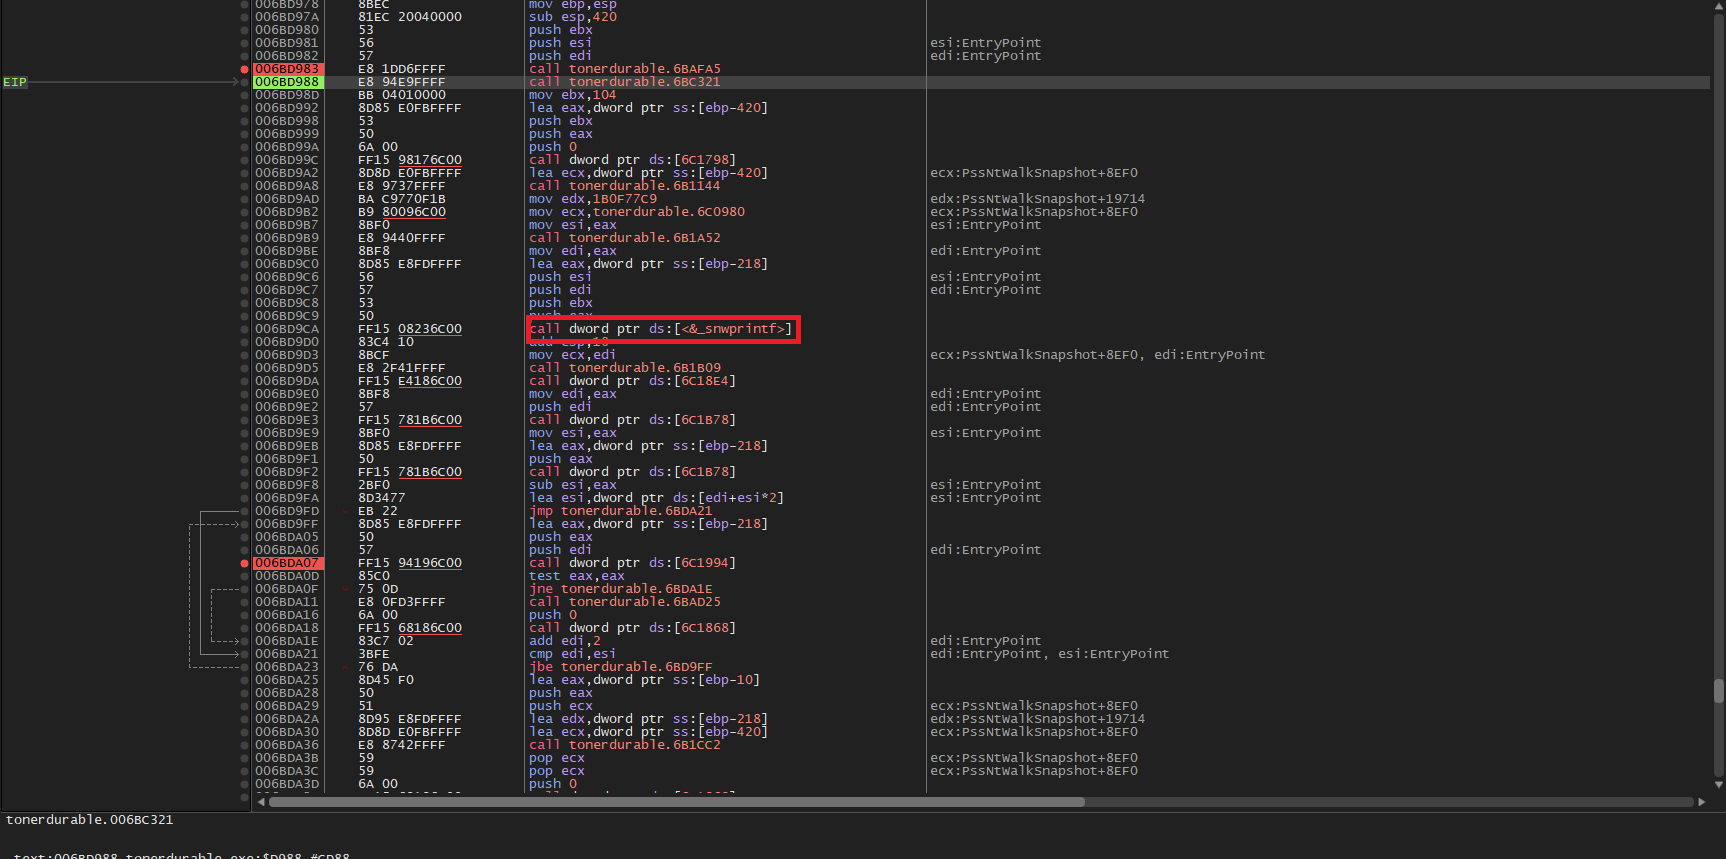 006BD978 8BEC mov ebp,esp
006BD97A 81EC 20040000 sub esp,420
006BD980 53 push ebx
006BD981 56 push esi esi:EntryPoint
006BD982 57 push edi edi:EntryPoint
006BD983 E8 1DD6FFFF call tonerdurable.6BAFA5
EIP 006BD988 E8 94E9FFFF call tonerdurable.6BC321
006BD98D BB 04010000 mov ebx,104
006BD992 8D85 E0FBFFFF lea eax,dword ptr ss:[ebp-420]
006BD998 53 push ebx
006BD999 50 push eax
006BD99A 6A 00 push 0
006BD99C FF15 98176C00 call dword ptr ds:[6C1798]
006BD9A2 8D8D E0FBFFFF lea ecx,dword ptr ss:[ebp-420] ecx:PssNtWalkSnapshot+8EF0
006BD9A8 E8 9737FFFF call tonerdurable.6B1144
006BD9AD BA C9770F1B mov edx,1B0F77C9 edx:PssNtWalkSnapshot+19714
006BD9B2 B9 80096C00 mov ecx,tonerdurable.6C0980 ecx:PssNtWalkSnapshot+8EF0
006BD9B7 8BF0 mov esi,eax esi:EntryPoint
006BD9B9 E8 9440FFFF call tonerdurable.6B1A52
006BD9BE 8BF8 mov edi,eax edi:EntryPoint
006BD9C0 8D85 E8FDFFFF lea eax,dword ptr ss:[ebp-218]
006BD9C6 56 push esi esi:EntryPoint
006BD9C7 57 push edi edi:EntryPoint
006BD9C8 53 push ebx
006BD9C9 50 push eax
006BD9CA FF15 08236C00 call dword ptr ds:[<&_snwprintf>]
006BD9D0 83C4 10 add esp,10
006BD9D3 8BCF mov ecx,edi ecx:PssNtWalkSnapshot+8EF0, edi:EntryPoint
006BD9D5 E8 2F41FFFF call tonerdurable.6B1B09
006BD9DA FF15 E4186C00 call dword ptr ds:[6C18E4]
006BD9E0 8BF8 mov edi,eax edi:EntryPoint
006BD9E2 57 push edi edi:EntryPoint
006BD9E3 FF15 781B6C00 call dword ptr ds:[6C1B78]
006BD9E9 8BF0 mov esi,eax esi:EntryPoint
006BD9EB 8D85 E8FDFFFF lea eax,dword ptr ss:[ebp-218]
006BD9F1 50 push eax
006BD9F2 FF15 781B6C00 call dword ptr ds:[6C1B78]
006BD9F8 2BF0 sub esi,eax esi:EntryPoint
006BD9FA 8D3477 lea esi,dword ptr ds:[edi+esi*2] esi:EntryPoint
006BD9FD EB 22 jmp tonerdurable.6BDA21
006BD9FF 8D85 E8FDFFFF lea eax,dword ptr ss:[ebp-218]
006BDA05 50 push eax
006BDA06 57 push edi edi:EntryPoint
006BDA07 FF15 94196C00 call dword ptr ds:[6C1994]
006BDA0D 85C0 test eax,eax
006BDA0F 75 0D jne tonerdurable.6BDA1E
006BDA11 E8 0FD3FFFF call tonerdurable.6BAD25
006BDA16 6A 00 push 0
006BDA18 FF15 68186C00 call dword ptr ds:[6C1868]
006BDA1E 83C7 02 add edi,2 edi:EntryPoint
006BDA21 3BFE cmp edi,esi edi:EntryPoint, esi:EntryPoint
006BDA23 76 DA jbe tonerdurable.6BD9FF
006BDA25 8D45 F0 lea eax,dword ptr ss:[ebp-10]
006BDA28 50 push eax
006BDA29 51 push ecx ecx:PssNtWalkSnapshot+8EF0
006BDA2A 8D95 E8FDFFFF lea edx,dword ptr ss:[ebp-218] edx:PssNtWalkSnapshot+19714
006BDA30 8D8D E0FBFFFF lea ecx,dword ptr ss:[ebp-420] ecx:PssNtWalkSnapshot+8EF0
006BDA36 E8 8742FFFF call tonerdurable.6B1CC2
006BDA3B 59 pop ecx ecx:PssNtWalkSnapshot+8EF0
006BDA3C 59 pop ecx ecx:PssNtWalkSnapshot+8EF0
006BDA3D 6A 00 push 0
tonerdurable.006BC321
.text:006BD988 tonerdurable.exe:$D988 #CD88